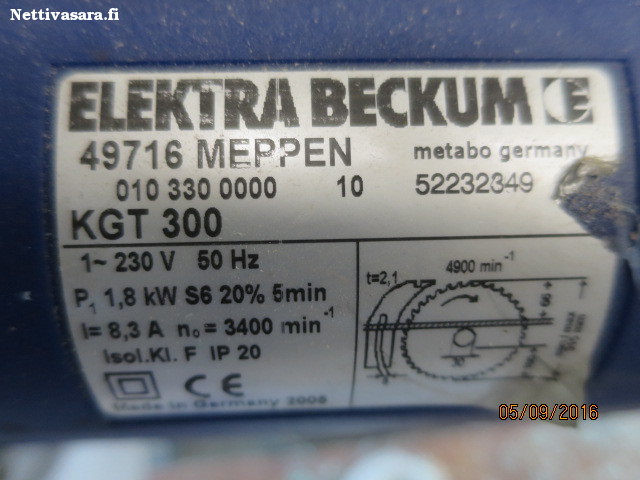 Nettivasara.fi
ELEKTRA BECKUM E
49716 MEPPEN metabo germany
010 330 0000 10 52232349
KGT 300
1~ 230 V 50 Hz
P1 1,8 kW S6 20% 5min
I= 8,3 A n₀ = 3400 min-1
Isol.Kl. F IP 20
t=2,1 4900 min-1
CE
Made in Germany 2006
05/09/2016